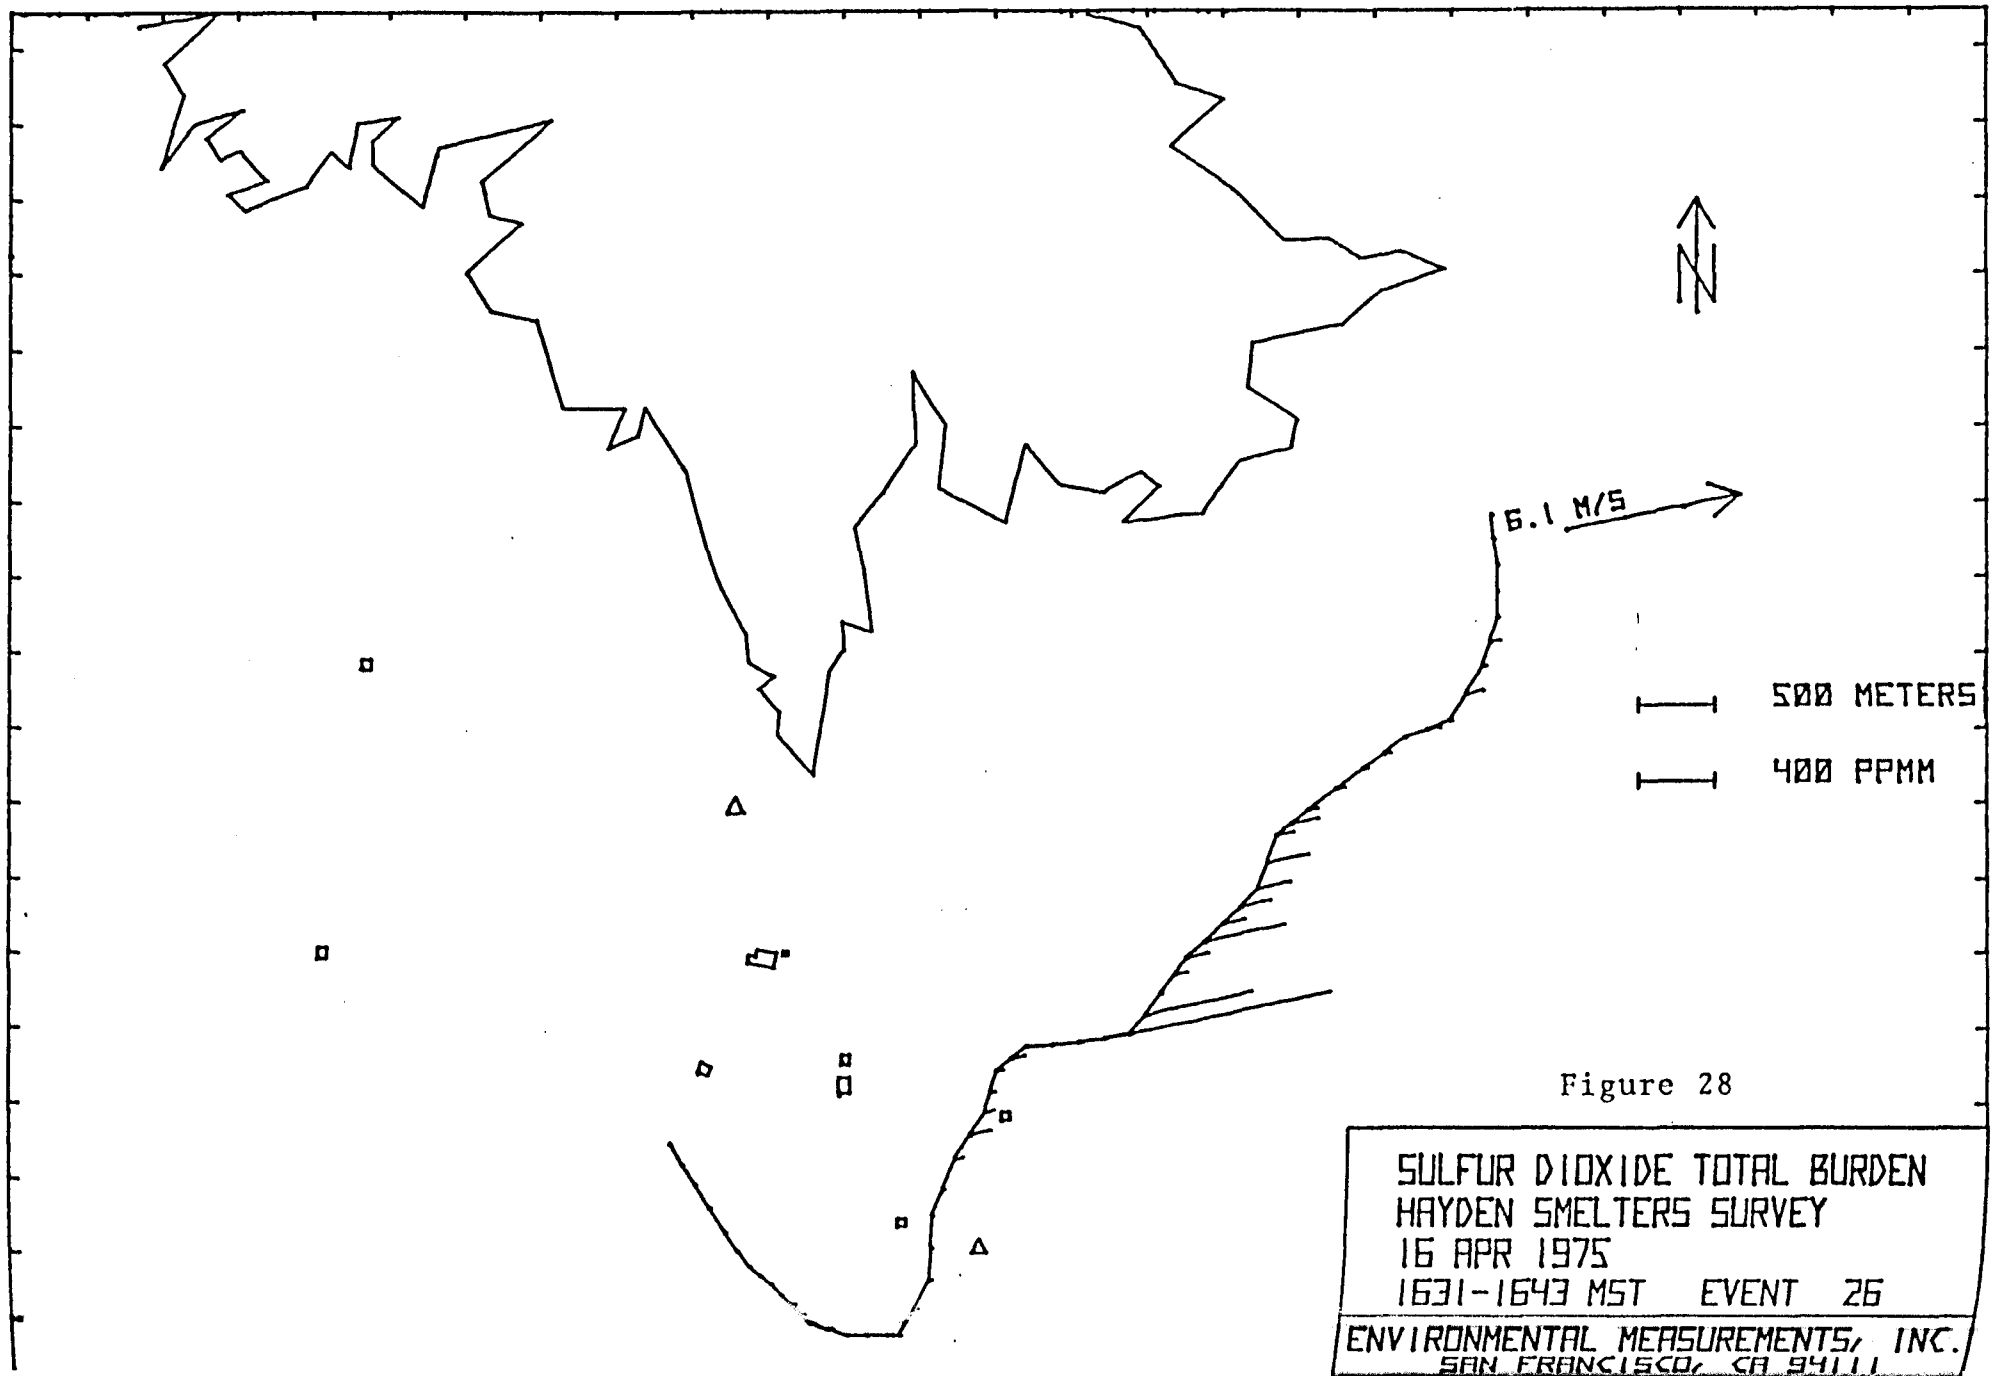 N
6.1 M/S
500 METERS
400 PPMM
Figure 28
SULFUR DIOXIDE TOTAL BURDEN
HAYDEN SMELTERS SURVEY
16 APR 1975
1631-1643 MST EVENT 26
ENVIRONMENTAL MEASUREMENTS, INC.
SAN FRANCISCO, CA 94111